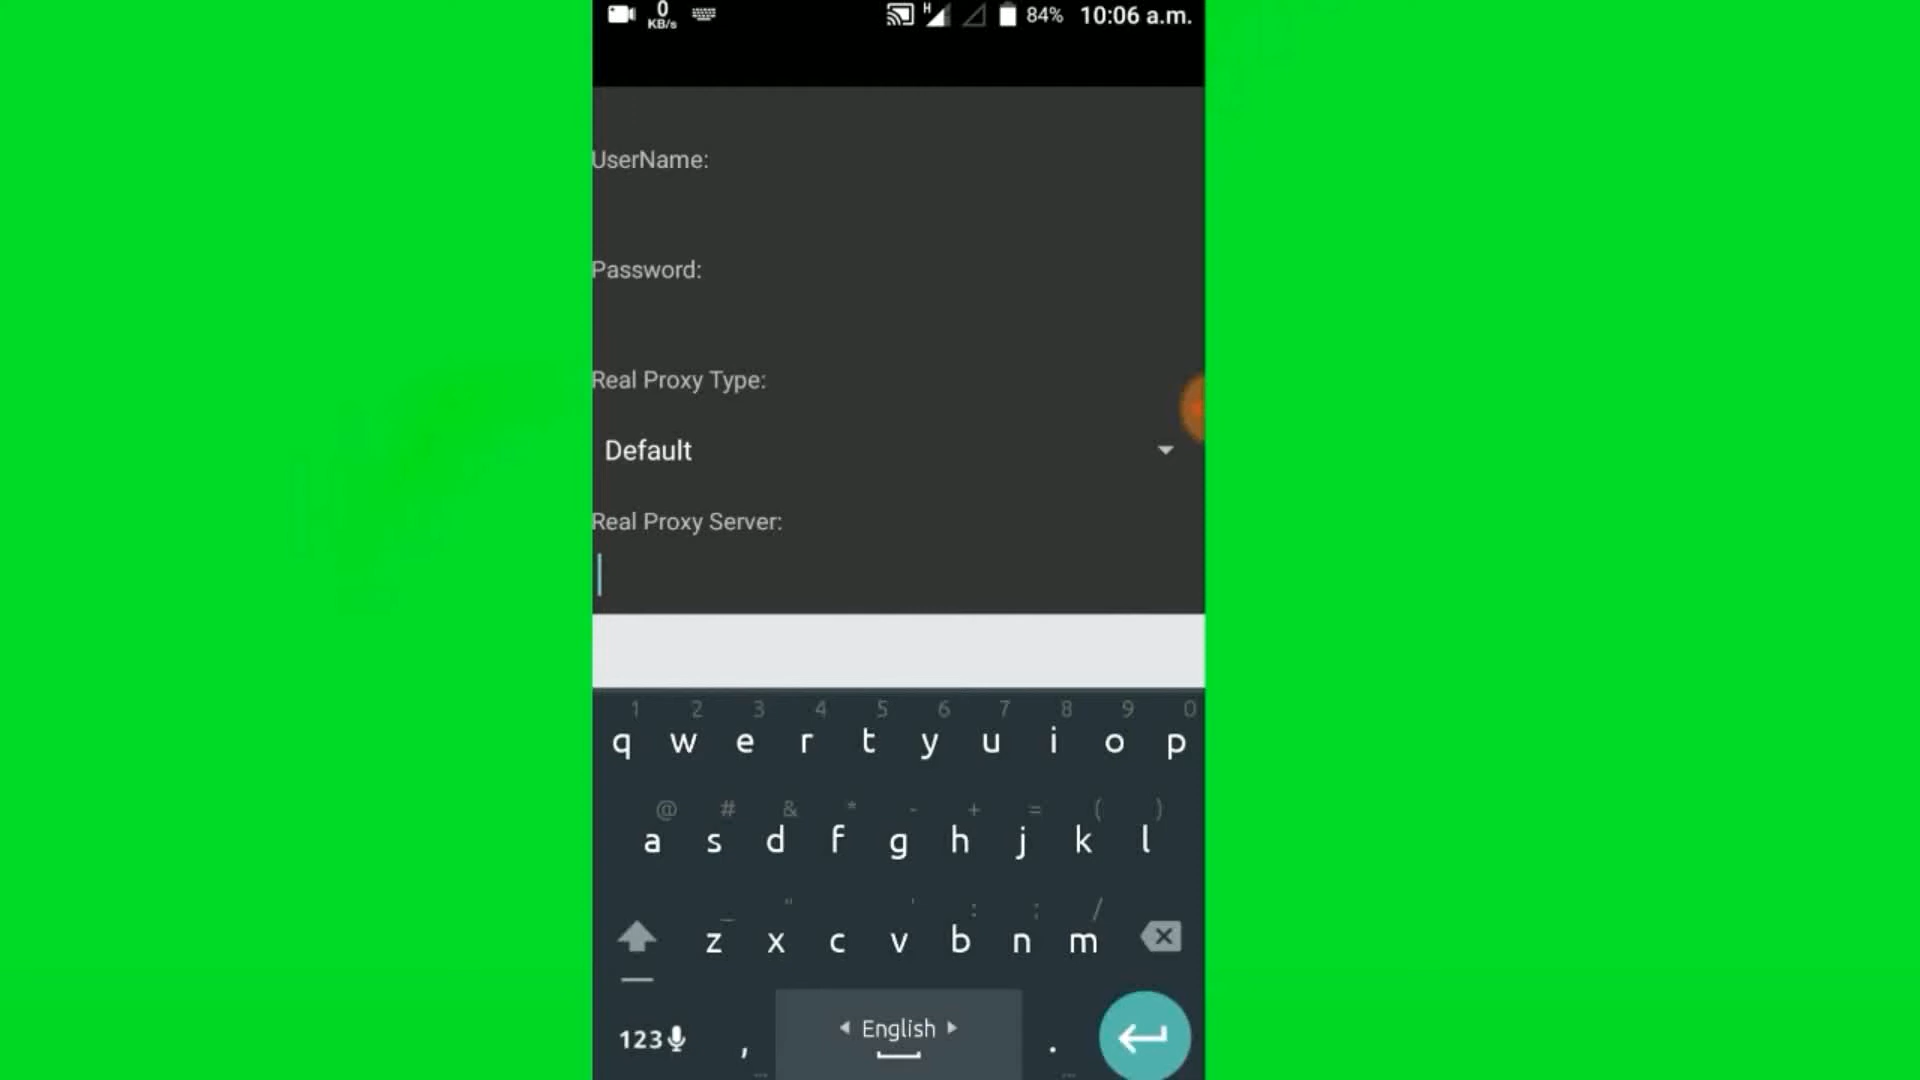 0
KB/s
H
84%
10:06 a.m.
UserName:
Password:
Real Proxy Type:
Default
Real Proxy Server:
1 2 3 4 5 6 7 8 9 0
q w e r t y u i o p
@ # & * - + = ( )
a s d f g h j k l
_ " ' : ; /
z x c v b n m
123 , English .